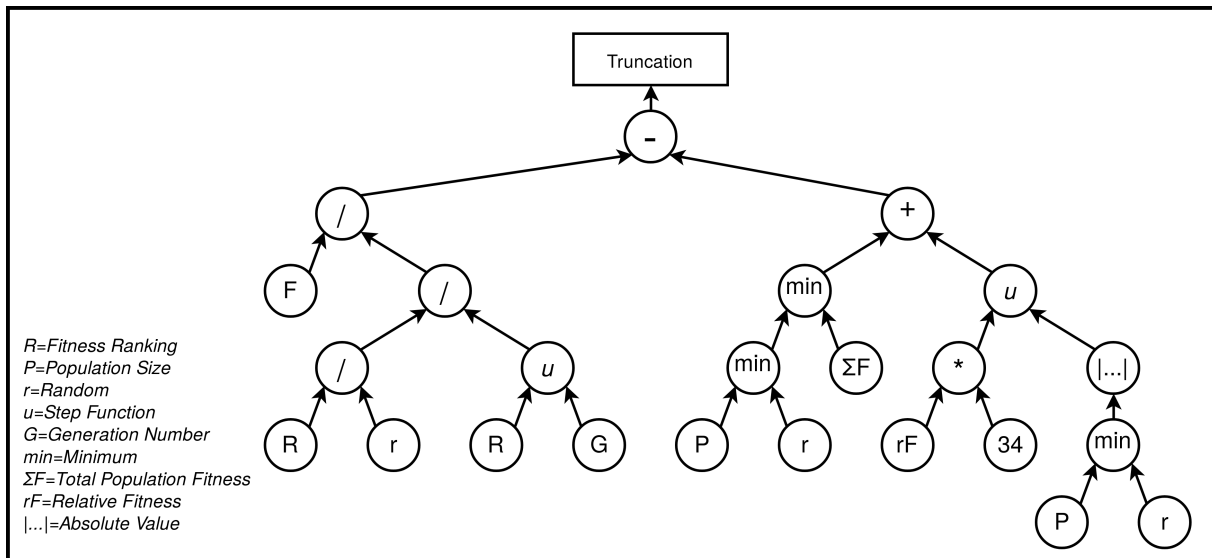 Truncation
-
/
+
F
/
min
u
/
u
min
ΣF
*
|...|
R
r
R
G
P
r
rF
34
min
P
r
R=Fitness Ranking
P=Population Size
r=Random
u=Step Function
G=Generation Number
min=Minimum
ΣF=Total Population Fitness
rF=Relative Fitness
|...|=Absolute Value